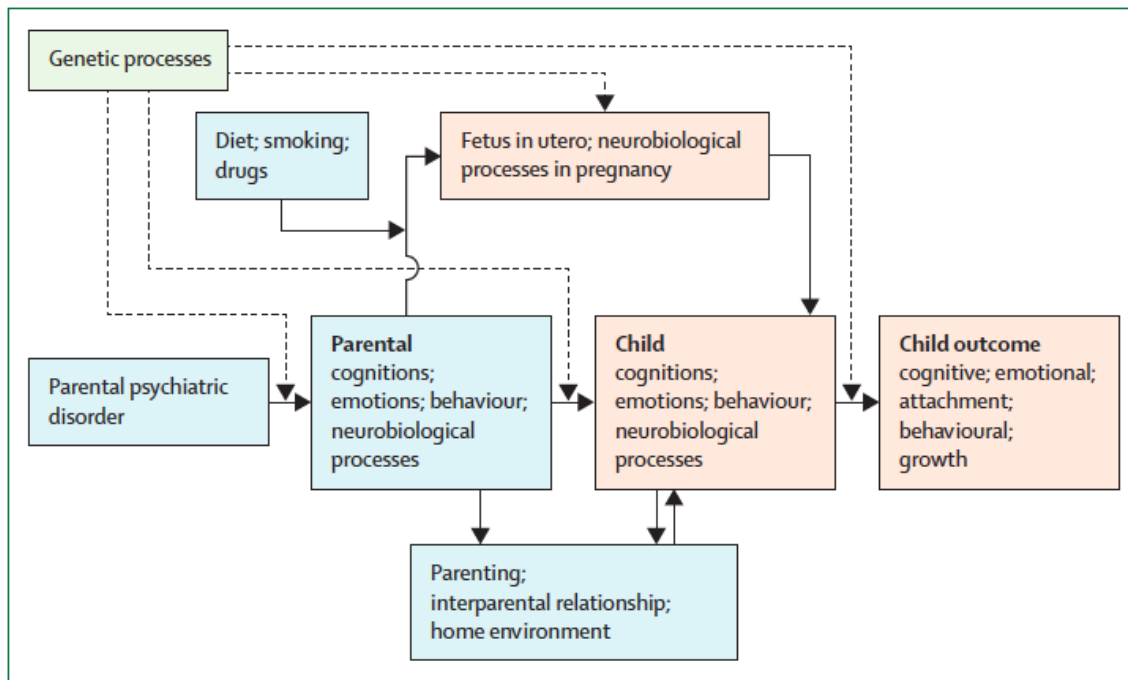 Genetic processes
Diet; smoking;
drugs
Fetus in utero; neurobiological
processes in pregnancy
Parental psychiatric
disorder
Parental
cognitions;
emotions; behaviour;
neurobiological
processes
Child
cognitions;
emotions; behaviour;
neurobiological
processes
Child outcome
cognitive; emotional;
attachment;
behavioural;
growth
Parenting;
interparental relationship;
home environment